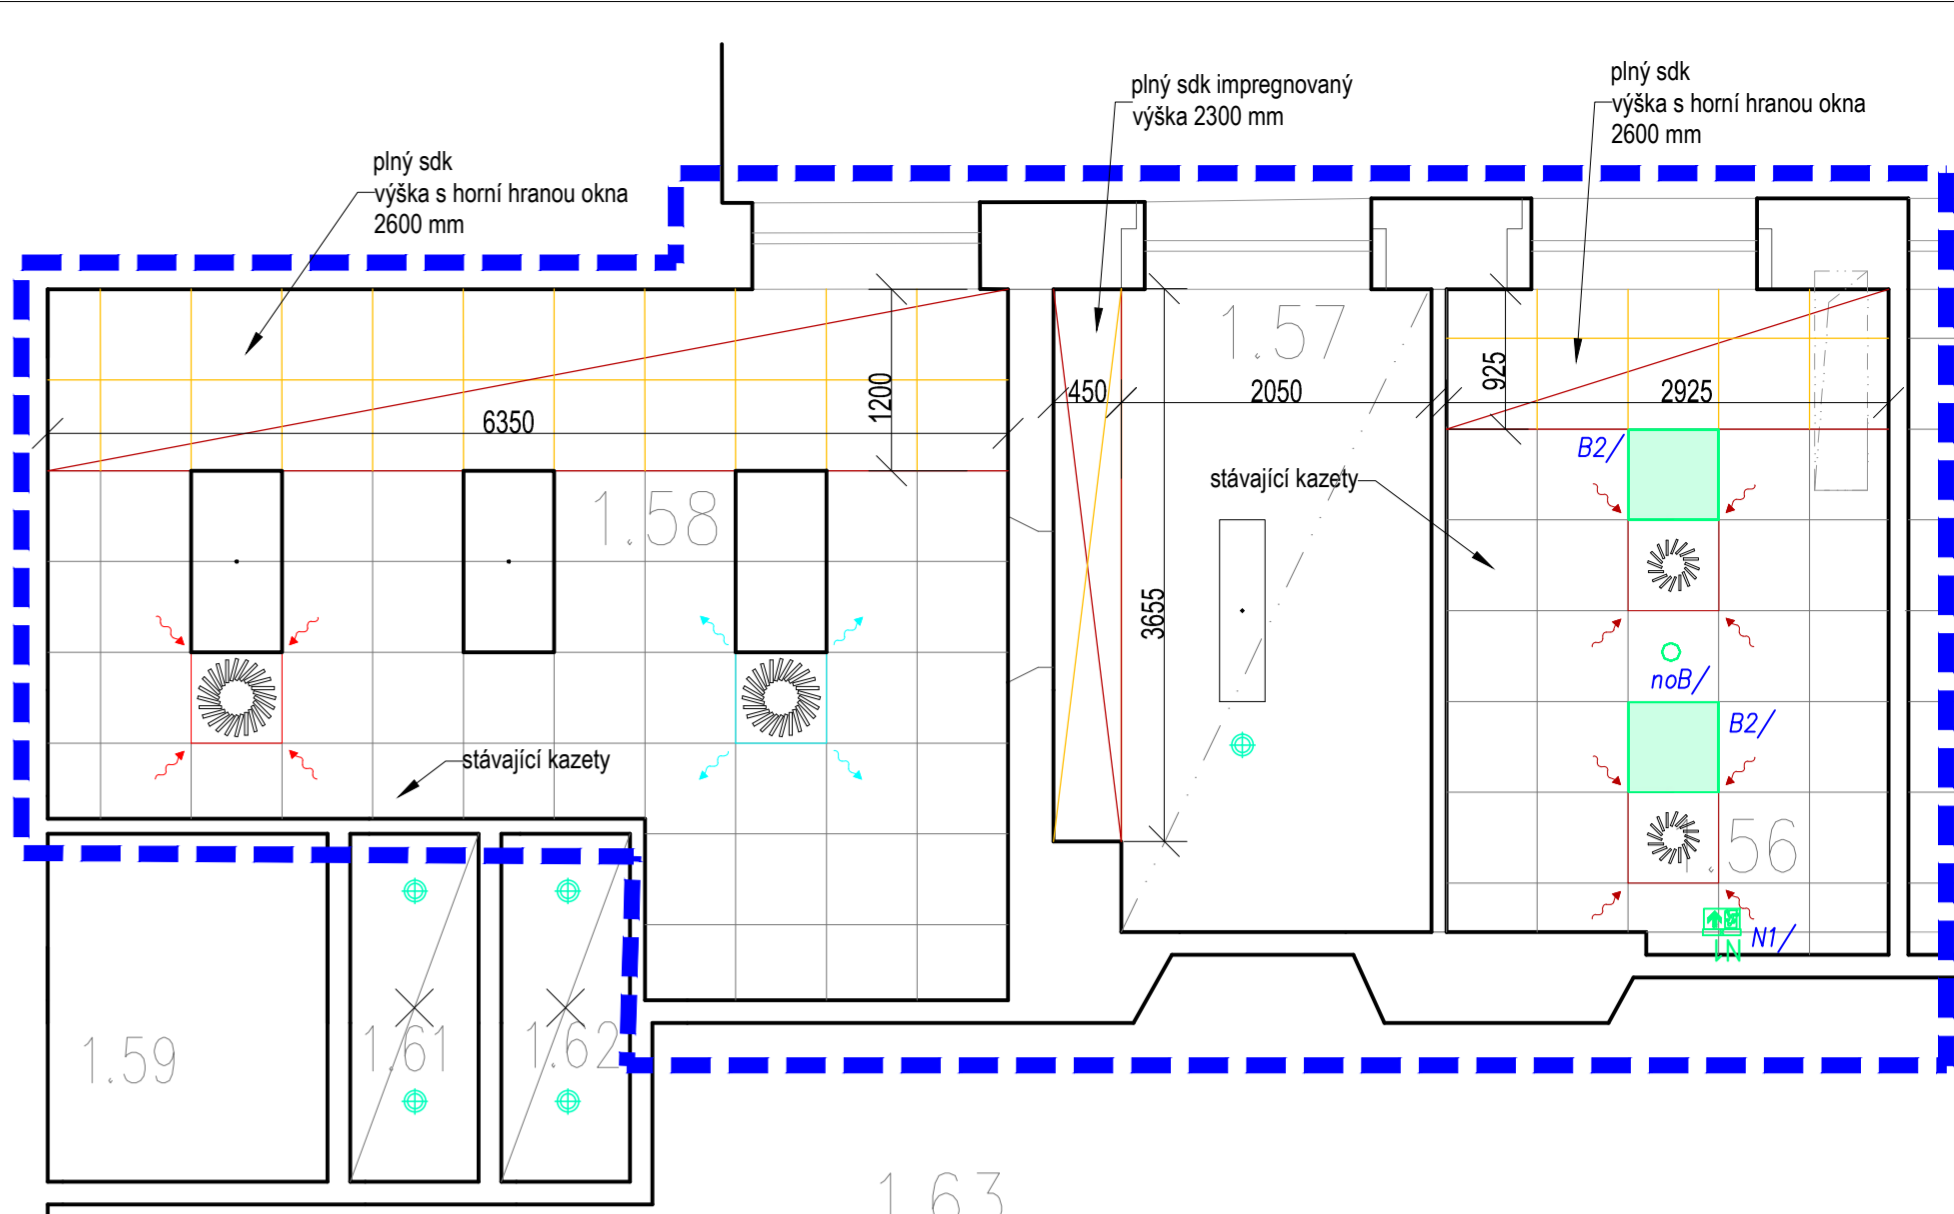 plný sdk
výška s horní hranou okna
2600 mm
plný sdk impregnovaný
výška 2300 mm
plný sdk
výška s horní hranou okna
2600 mm
1.57
1200
6350
450
2050
925
2925
B2/
stávající kazety
1.58
3655
noB/
B2/
stávající kazety
56
N1/
1.59
1.61
1.62
1.63